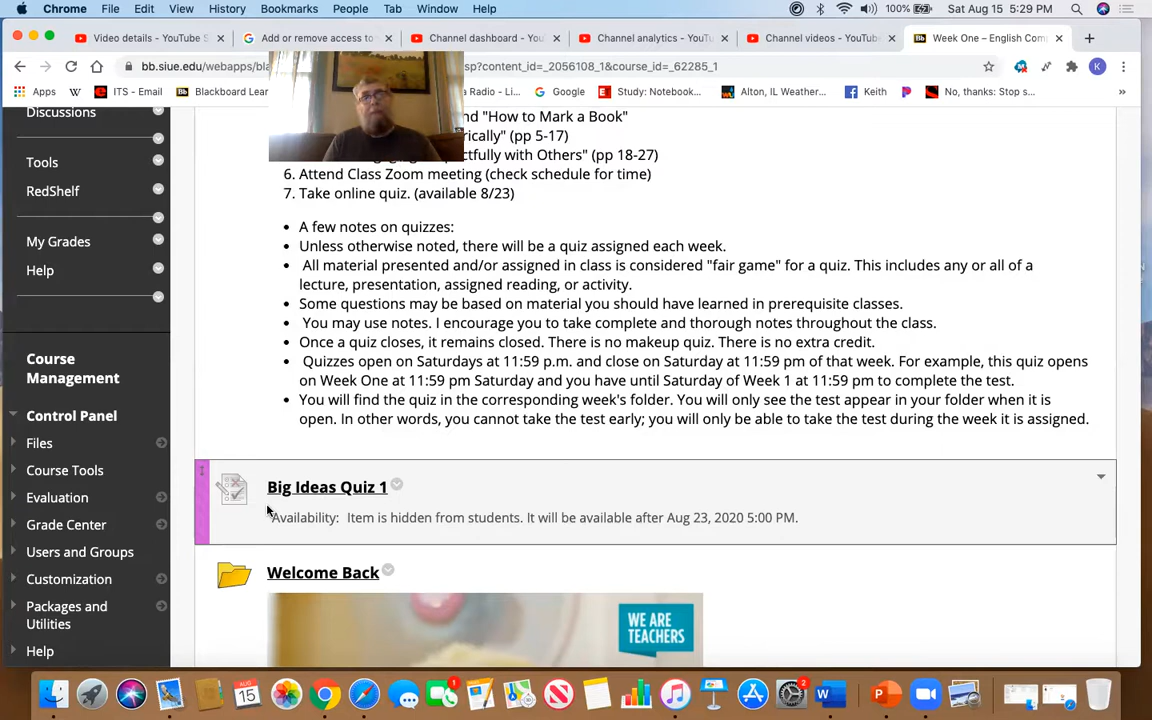 Chrome File Edit View History Bookmarks People Tab Window Help 100% Sat Aug 15 5:29 PM
Video details - YouTube S
Add or remove access to
Channel dashboard - You
Channel analytics - YouTu
Channel videos - YouTub
Week One – English Com
bb.siue.edu/webapps/bla sp?content_id=_2056108_1&course_id=_62285_1
K
Apps W ITS - Email Blackboard Lear Radio - Li... Google Study: Notebook... Alton, IL Weather... Keith No, thanks: Stop s... »
Discussions
Tools
RedShelf
My Grades
Help
Course
Management
Control Panel
Files
Course Tools
Evaluation
Grade Center
Users and Groups
Customization
Packages and
Utilities
Help
nd "How to Mark a Book"
rically" (pp 5-17)
ctfully with Others" (pp 18-27)
6. Attend Class Zoom meeting (check schedule for time)
7. Take online quiz. (available 8/23)
• A few notes on quizzes:
• Unless otherwise noted, there will be a quiz assigned each week.
• All material presented and/or assigned in class is considered "fair game" for a quiz. This includes any or all of a
lecture, presentation, assigned reading, or activity.
• Some questions may be based on material you should have learned in prerequisite classes.
• You may use notes. I encourage you to take complete and thorough notes throughout the class.
• Once a quiz closes, it remains closed. There is no makeup quiz. There is no extra credit.
• Quizzes open on Saturdays at 11:59 p.m. and close on Saturday at 11:59 pm of that week. For example, this quiz opens
on Week One at 11:59 pm Saturday and you have until Saturday of Week 1 at 11:59 pm to complete the test.
• You will find the quiz in the corresponding week's folder. You will only see the test appear in your folder when it is
open. In other words, you cannot take the test early; you will only be able to take the test during the week it is assigned.
Big Ideas Quiz 1
Availability: Item is hidden from students. It will be available after Aug 23, 2020 5:00 PM.
Welcome Back
WE ARE
TEACHERS
AUG
15
1
2
W
P